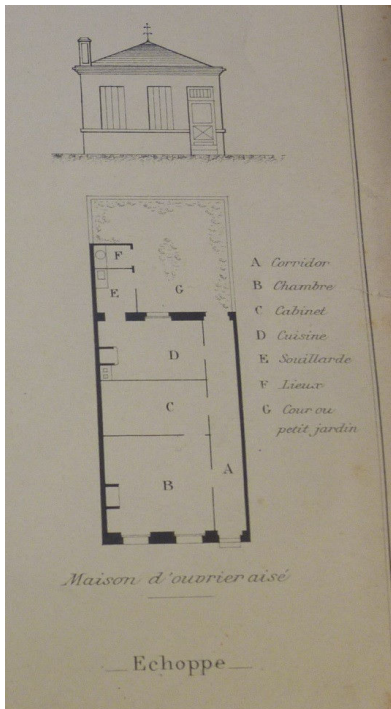 F
E
G
D
C
A
B
A Corridor
B Chambre
C Cabinet
D Cuisine
E Souillarde
F Lieux
G Cour ou
petit jardin
Maison d'ouvrier aisé
Echoppe